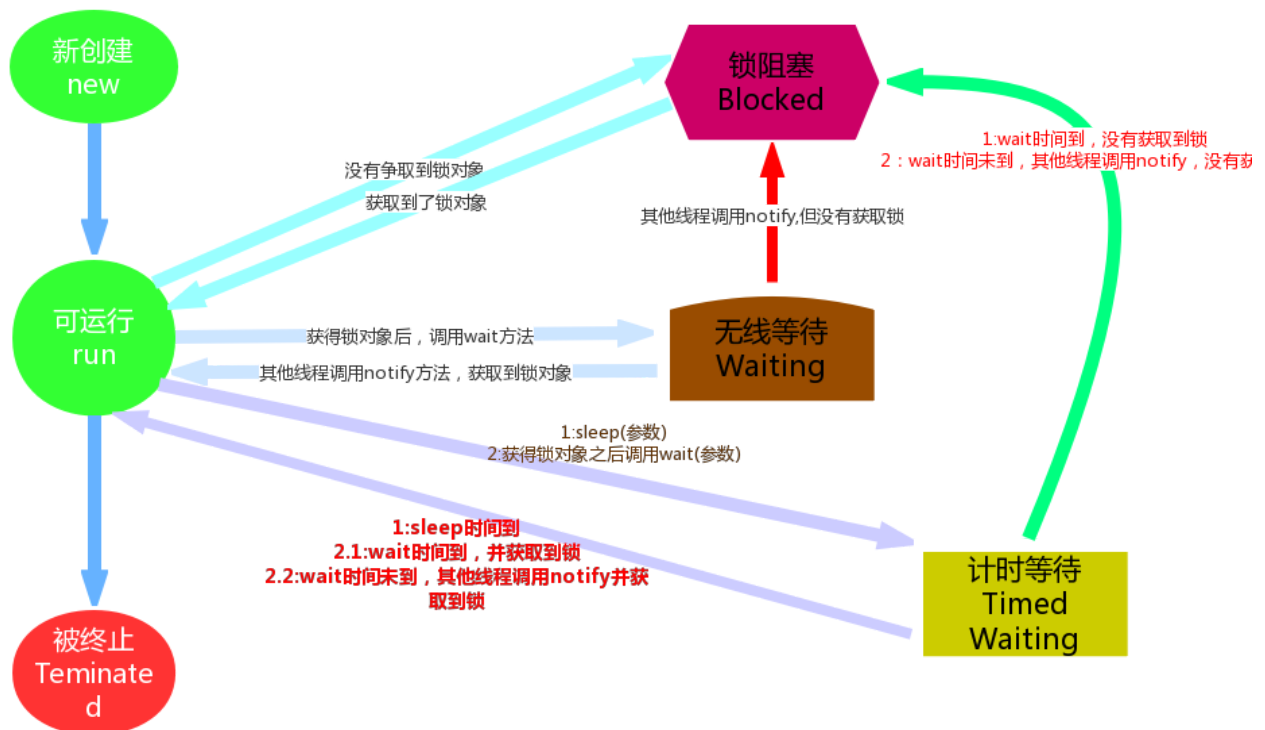 新创建
new
锁阻塞
Blocked
1:wait时间到，没有获取到锁
2：wait时间未到，其他线程调用notify，没有
没有争取到锁对象
获取到了锁对象
其他线程调用notify,但没有获取锁
可运行
run
获得锁对象后，调用wait方法
其他线程调用notify方法，获取到锁对象
无线等待
Waiting
1:sleep(参数)
2:获得锁对象之后调用wait(参数)
1:sleep时间到
2.1:wait时间到，并获取到锁
2.2:wait时间未到，其他线程调用notify并获
取到锁
计时等待
Timed
Waiting
被终止
Teminate
d